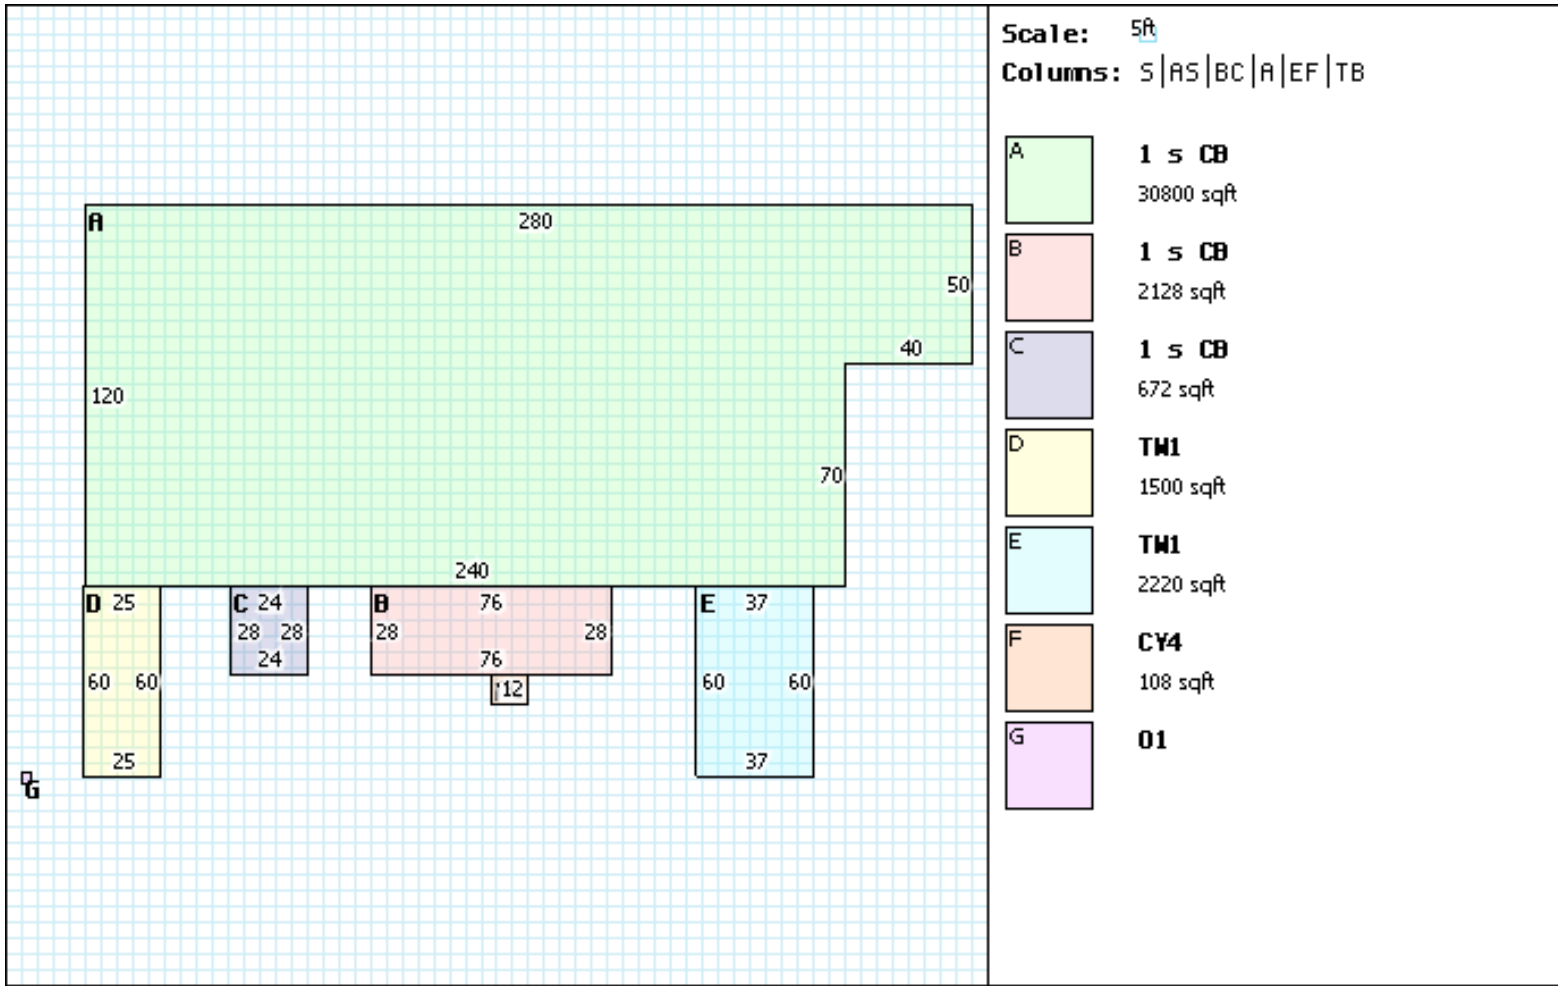 Scale: 5ft
Columns: S|AS|BC|A|EF|TB
A
1 s CB
30800 sqft
B
1 s CB
2128 sqft
C
1 s CB
672 sqft
D
TW1
1500 sqft
E
TW1
2220 sqft
F
CY4
108 sqft
G
O1
A 280
50
40
120
70
240
D 25 C 24 B 76 E 37
28 28 28 28
24 76
60 60 60 60
12
25 37
G